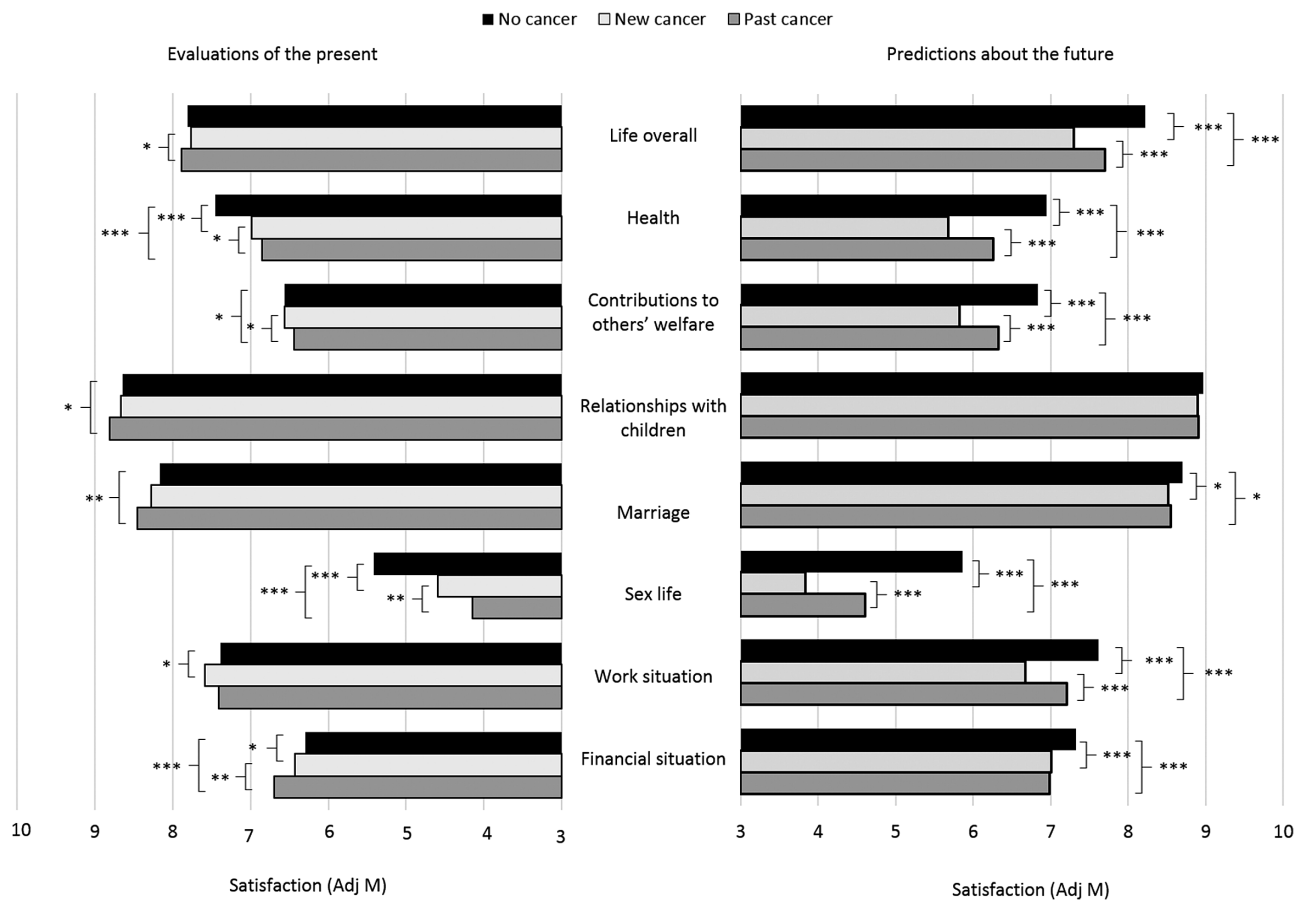 No cancer New cancer Past cancer
Evaluations of the present Predictions about the future
Life overall
* *** *** ***
Health
*** *** * *** *** ***
Contributions to
others’ welfare
* * *** *** ***
Relationships with
children
*
Marriage
** * *
Sex life
*** *** ** *** *** ***
Work situation
* *** *** ***
Financial situation
*** * ** *** ***
10 9 8 7 6 5 4 3 3 4 5 6 7 8 9 10
Satisfaction (Adj M) Satisfaction (Adj M)